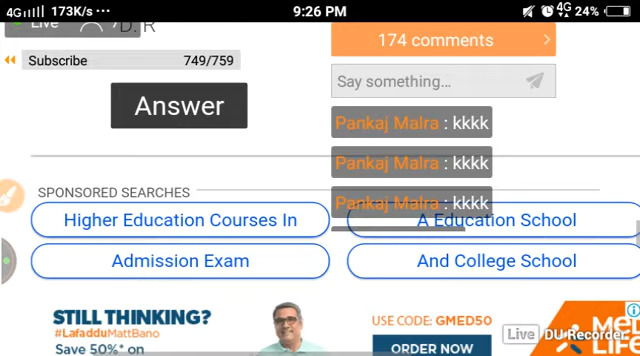 4G 173K/s ... 9:26 PM 4G 24%
Live
D. R
174 comments
Subscribe 749/759
Say something...
Answer
Pankaj Malra : kkkk
Pankaj Malra : kkkk
Pankaj Malra : kkkk
SPONSORED SEARCHES
Higher Education Courses In
A Education School
Admission Exam
And College School
STILL THINKING?
#LafadduMattBano
Save 50%* on
USE CODE: GMED50
ORDER NOW
Live DU Recorder
LIFE